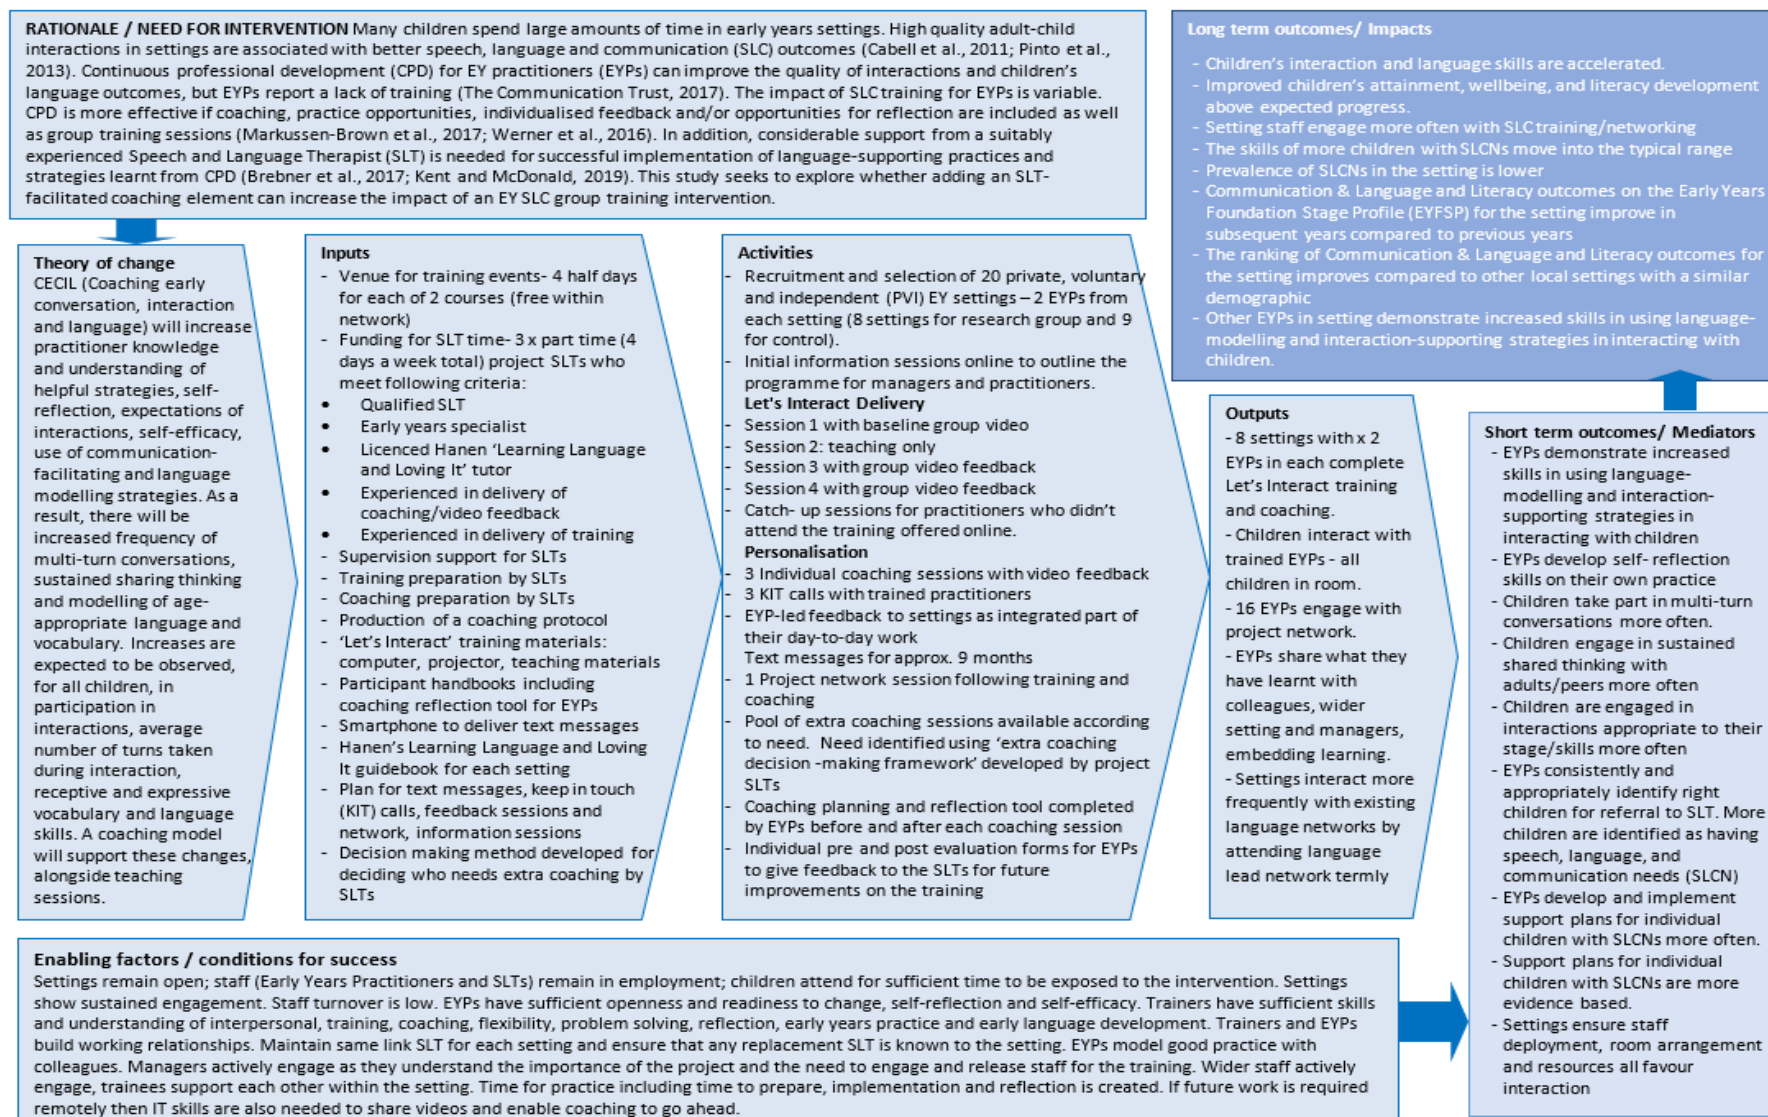 RATIONALE / NEED FOR INTERVENTION Many children spend large amounts of time in early years settings. High quality adult-child
interactions in settings are associated with better speech, language and communication (SLC) outcomes (Cabell et al., 2011; Pinto et al.,
2013). Continuous professional development (CPD) for EY practitioners (EYPs) can improve the quality of interactions and children's
language outcomes, but EYPs report a lack of training (The Communication Trust, 2017). The impact of SLC training for EYPs is variable.
CPD is more effective if coaching, practice opportunities, individualised feedback and/or opportunities for reflection are included as well
as group training sessions (Markussen-Brown et al., 2017; Werner et al., 2016). In addition, considerable support from a suitably
experienced Speech and Language Therapist (SLT) is needed for successful implementation of language-supporting practices and
strategies learnt from CPD (Brebner et al., 2017; Kent and McDonald, 2019). This study seeks to explore whether adding an SLT-
facilitated coaching element can increase the impact of an EY SLC group training intervention.
Theory of change
CECIL (Coaching early
conversation, interaction
and language) will increase
practitioner knowledge
and understanding of
helpful strategies, self-
reflection, expectations of
interactions, self-efficacy,
use of communication-
facilitating and language
modelling strategies. As a
result, there will be
increased frequency of
multi-turn conversations,
sustained sharing thinking
and modelling of age-
appropriate language and
vocabulary. Increases are
expected to be observed,
for all children, in
participation in
interactions, average
number of turns taken
during interaction,
receptive and expressive
vocabulary and language
skills. A coaching model
will support these changes,
alongside teaching
sessions.
Inputs
- Venue for training events- 4 half days
for each of 2 courses (free within
network)
- Funding for SLT time- 3 x part time (4
days a week total) project SLTs who
meet following criteria:
• Qualified SLT
• Early years specialist
• Licenced Hanen 'Learning Language
and Loving It' tutor
• Experienced in delivery of
coaching/video feedback
• Experienced in delivery of training
- Supervision support for SLTs
- Training preparation by SLTs
- Coaching preparation by SLTs
- Production of a coaching protocol
- 'Let's Interact' training materials:
computer, projector, teaching materials
- Participant handbooks including
coaching reflection tool for EYPs
- Smartphone to deliver text messages
- Hanen's Learning Language and Loving
It guidebook for each setting
- Plan for text messages, keep in touch
(KIT) calls, feedback sessions and
network, information sessions
- Decision making method developed for
deciding who needs extra coaching by
SLTs
Activities
- Recruitment and selection of 20 private, voluntary
and independent (PVI) EY settings – 2 EYPs from
each setting (8 settings for research group and 9
for control).
- Initial information sessions online to outline the
programme for managers and practitioners.
Let's Interact Delivery
- Session 1 with baseline group video
- Session 2: teaching only
- Session 3 with group video feedback
- Session 4 with group video feedback
- Catch- up sessions for practitioners who didn't
attend the training offered online.
Personalisation
- 3 Individual coaching sessions with video feedback
- 3 KIT calls with trained practitioners
- EYP-led feedback to settings as integrated part of
their day-to-day work
Text messages for approx. 9 months
- 1 Project network session following training and
coaching
- Pool of extra coaching sessions available according
to need. Need identified using 'extra coaching
decision -making framework' developed by project
SLTs
- Coaching planning and reflection tool completed
by EYPs before and after each coaching session
- Individual pre and post evaluation forms for EYPs
to give feedback to the SLTs for future
improvements on the training
Outputs
- 8 settings with x 2
EYPs in each complete
Let's Interact training
and coaching.
- Children interact with
trained EYPs - all
children in room.
- 16 EYPs engage with
project network.
- EYPs share what they
have learnt with
colleagues, wider
setting and managers,
embedding learning.
- Settings interact more
frequently with existing
language networks by
attending language
lead network termly
Short term outcomes/ Mediators
- EYPs demonstrate increased
skills in using language-
modelling and interaction-
supporting strategies in
interacting with children
- EYPs develop self- reflection
skills on their own practice
- Children take part in multi-turn
conversations more often.
- Children engage in sustained
shared thinking with
adults/peers more often
- Children are engaged in
interactions appropriate to their
stage/skills more often
- EYPs consistently and
appropriately identify right
children for referral to SLT. More
children are identified as having
speech, language, and
communication needs (SLCN)
- EYPs develop and implement
support plans for individual
children with SLCNs more often.
- Support plans for individual
children with SLCNs are more
evidence based.
- Settings ensure staff
deployment, room arrangement
and resources all favour
interaction
Long term outcomes/ Impacts
- Children's interaction and language skills are accelerated.
- Improved children's attainment, wellbeing, and literacy development
above expected progress.
- Setting staff engage more often with SLC training/networking
- The skills of more children with SLCNs move into the typical range
- Prevalence of SLCNs in the setting is lower
- Communication & Language and Literacy outcomes on the Early Years
Foundation Stage Profile (EYFSP) for the setting improve in
subsequent years compared to previous years
- The ranking of Communication & Language and Literacy outcomes for
the setting improves compared to other local settings with a similar
demographic
- Other EYPs in setting demonstrate increased skills in using language-
modelling and interaction-supporting strategies in interacting with
children.
Enabling factors / conditions for success
Settings remain open; staff (Early Years Practitioners and SLTs) remain in employment; children attend for sufficient time to be exposed to the intervention. Settings
show sustained engagement. Staff turnover is low. EYPs have sufficient openness and readiness to change, self-reflection and self-efficacy. Trainers have sufficient skills
and understanding of interpersonal, training, coaching, flexibility, problem solving, reflection, early years practice and early language development. Trainers and EYPs
build working relationships. Maintain same link SLT for each setting and ensure that any replacement SLT is known to the setting. EYPs model good practice with
colleagues. Managers actively engage as they understand the importance of the project and the need to engage and release staff for the training. Wider staff actively
engage, trainees support each other within the setting. Time for practice including time to prepare, implementation and reflection is created. If future work is required
remotely then IT skills are also needed to share videos and enable coaching to go ahead.